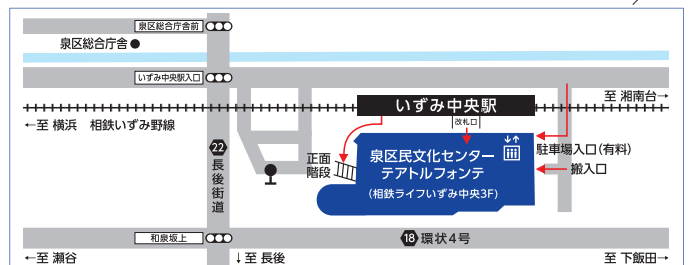 泉区総合庁舎前
泉区総合庁舎
いずみ中央駅入口
いずみ中央駅
至 湘南台→
←至 横浜 相鉄いずみ野線
改札口
22
長後街道
正面
階段
泉区民文化センター
テアトルフォンテ
(相鉄ライフいずみ中央3F)
駐車場入口(有料)
搬入口
和泉坂上
18 環状4号
←至 瀬谷
↓至 長後
至 下飯田→